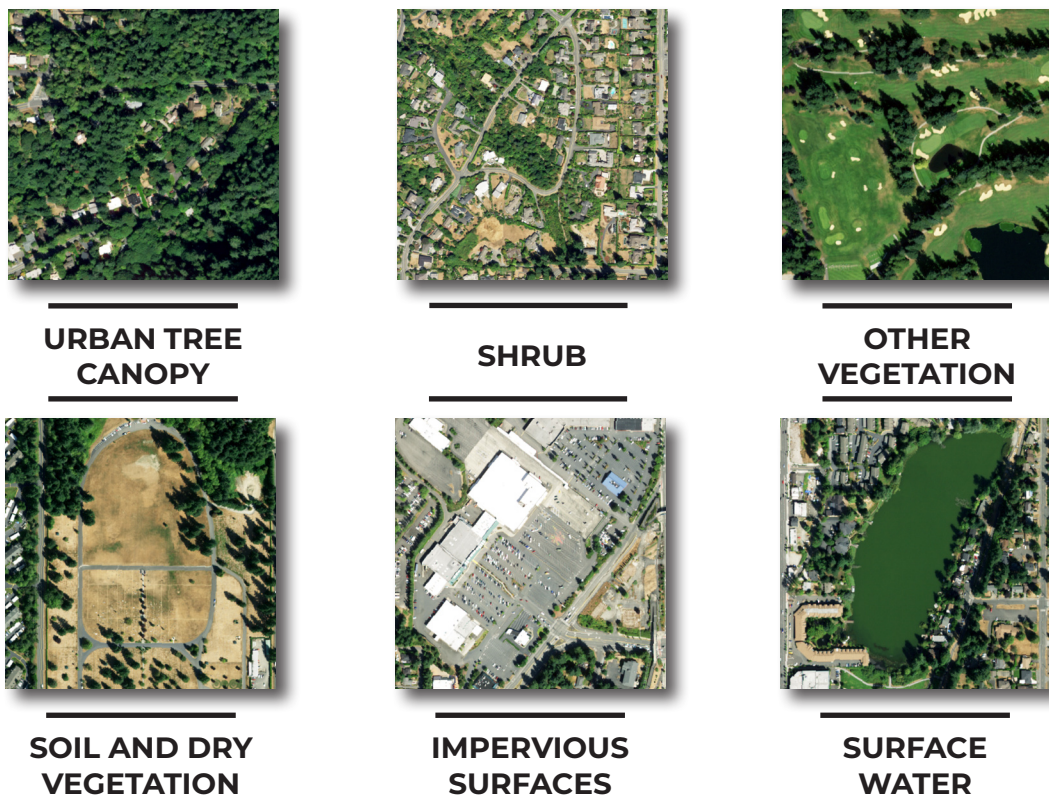 URBAN TREE
CANOPY
SHRUB
OTHER
VEGETATION
SOIL AND DRY
VEGETATION
IMPERVIOUS
SURFACES
SURFACE
WATER